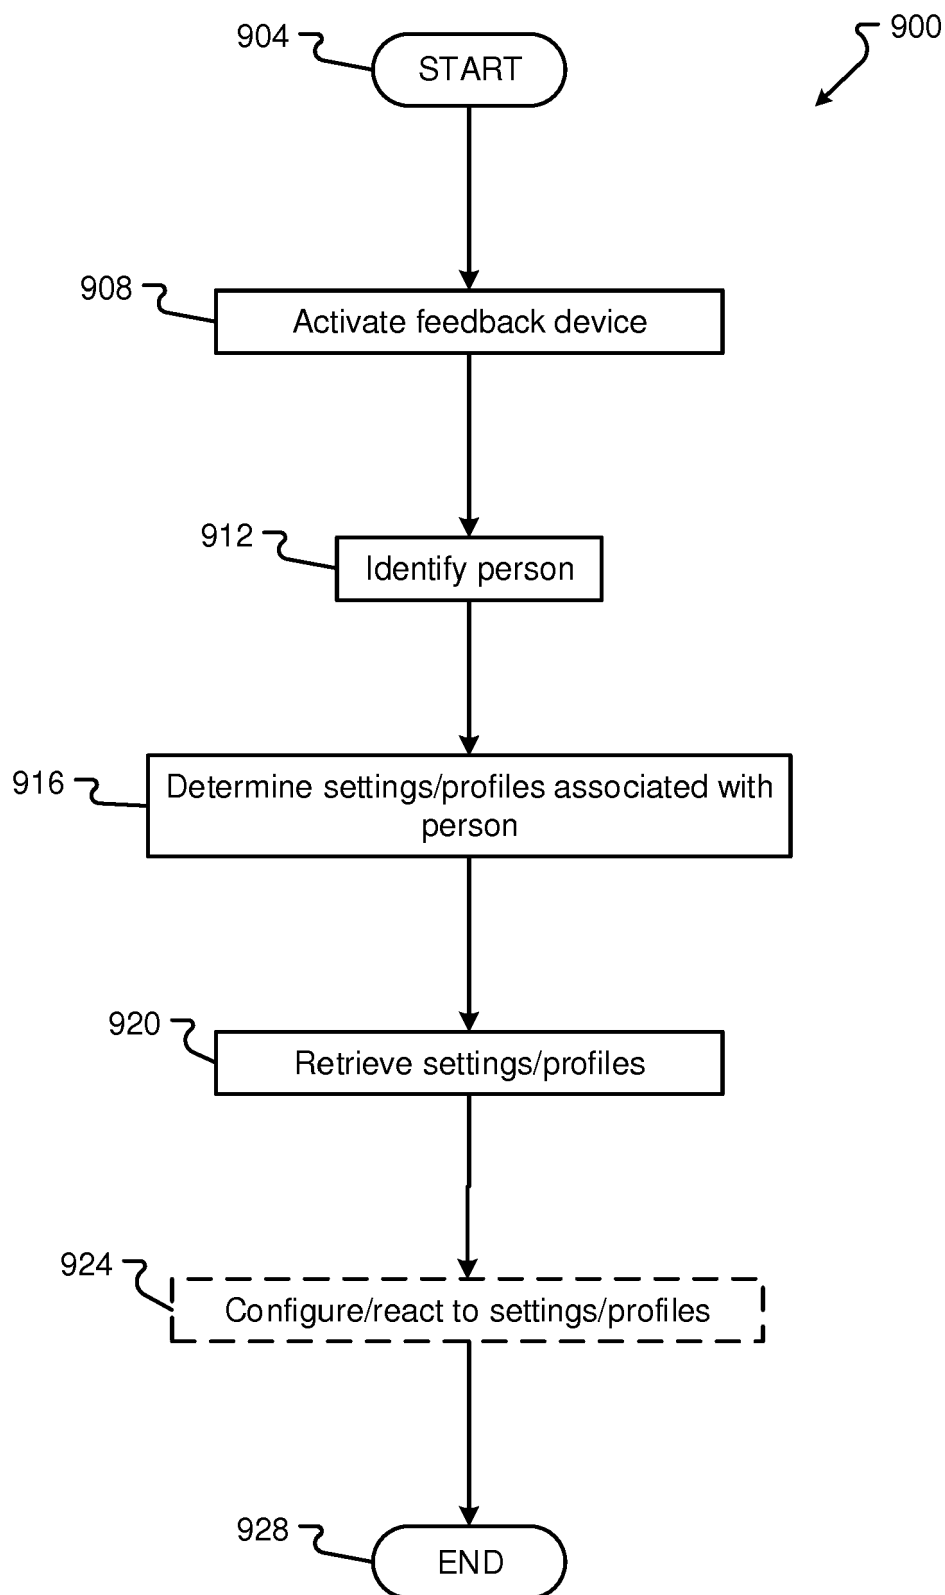 900
904
START
908
Activate feedback device
912
Identify person
916
Determine settings/profiles associated with
person
920
Retrieve settings/profiles
924
Configure/react to settings/profiles
928
END